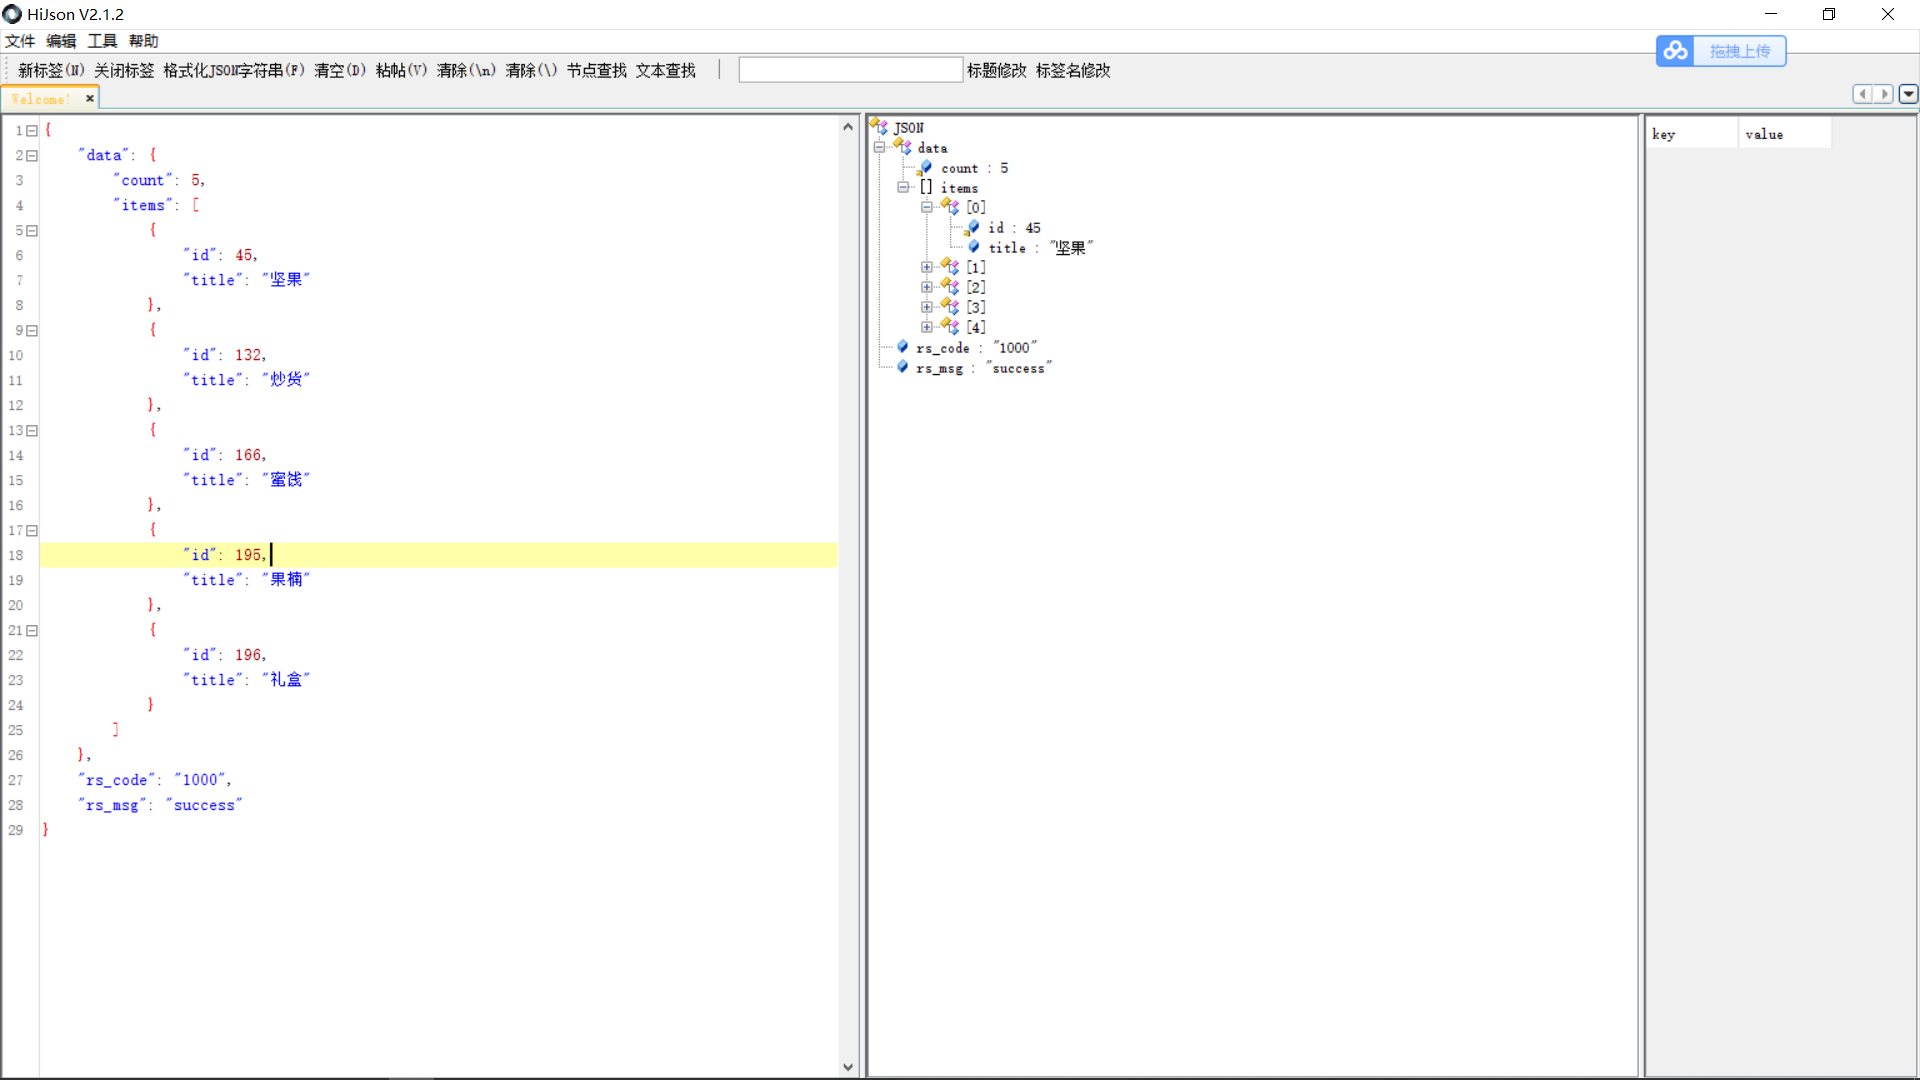 HiJson V2.1.2
文件 编辑 工具 帮助
拖拽上传
新标签(N) 关闭标签 格式化JSON字符串(F) 清空(D) 粘帖(V) 清除(\n) 清除(\) 节点查找 文本查找 标题修改 标签名修改
Welcome!
1 {
2 "data": {
3 "count": 5,
4 "items": [
5 {
6 "id": 45,
7 "title": "坚果"
8 },
9 {
10 "id": 132,
11 "title": "炒货"
12 },
13 {
14 "id": 166,
15 "title": "蜜饯"
16 },
17 {
18 "id": 195,
19 "title": "果楠"
20 },
21 {
22 "id": 196,
23 "title": "礼盒"
24 }
25 ]
26 },
27 "rs_code": "1000",
28 "rs_msg": "success"
29 }
JSON
data
count : 5
[] items
[0]
id : 45
title : "坚果"
[1]
[2]
[3]
[4]
rs_code : "1000"
rs_msg : "success"
key value